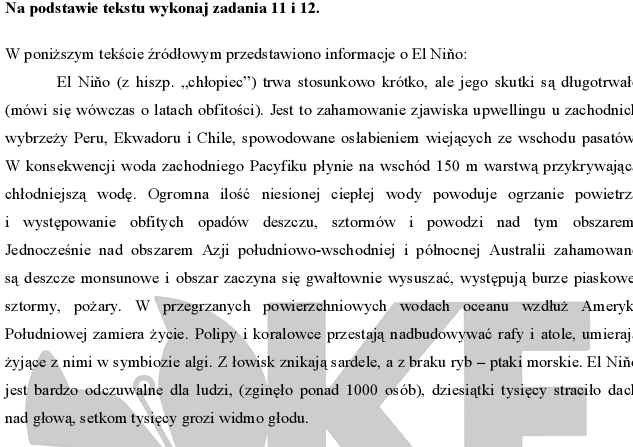 Na podstawie tekstu wykonaj zadania 11 i 12.
W poniższym tekście źródłowym przedstawiono informacje o El Niño:
El Niño (z hiszp. „chłopiec”) trwa stosunkowo krótko, ale jego skutki są długotrwał
(mówi się wówczas o latach obfitości). Jest to zahamowanie zjawiska upwellingu u zachodnich
wybrzeży Peru, Ekwadoru i Chile, spowodowane osłabieniem wiejących ze wschodu pasatów
W konsekwencji woda zachodniego Pacyfiku płynie na wschód 150 m warstwą przykrywając
chłodniejszą wodę. Ogromna ilość niesionej ciepłej wody powoduje ogrzanie powietrz
i występowanie obfitych opadów deszczu, sztormów i powodzi nad tym obszarem
Jednocześnie nad obszarem Azji południowo-wschodniej i północnej Australii zahamowan
są deszcze monsunowe i obszar zaczyna się gwałtownie wysuszać, występują burze piaskowe
sztormy, pożary. W przegrzanych powierzchniowych wodach oceanu wzdłuż Ameryk
Południowej zamiera życie. Polipy i koralowce przestają nadbudowywać rafy i atole, umieraj
żyjące z nimi w symbiozie algi. Z łowisk znikają sardele, a z braku ryb – ptaki morskie. El Niñ
jest bardzo odczuwalne dla ludzi, (zginęło ponad 1000 osób), dziesiątki tysięcy straciło dac
nad głową, setkom tysięcy grozi widmo głodu.